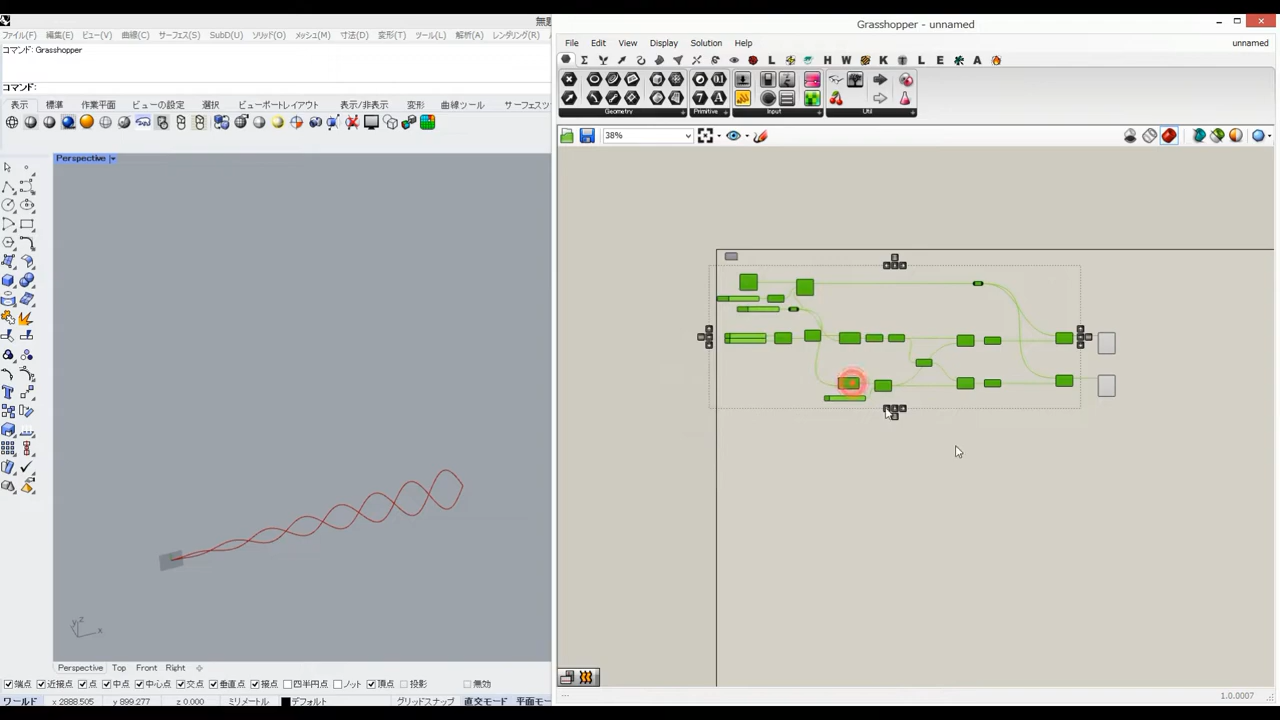 Grasshopper - unnamed
無題
ファイル(F) 編集(E) ビュー(V) 曲線(C) サーフェス(S) SubD(U) ソリッド(O) メッシュ(M) 寸法(D) 変形(T) ツール(L) 解析(A) レンダリング(R)
File Edit View Display Solution Help
unnamed
コマンド: Grasshopper
コマンド:
H W K T L E A
表示 標準 作業平面 ビューの設定 選択 ビューポートレイアウト 表示/非表示 変形 曲線ツール サーフェス
Geometry Primitive Input Util
38%
Perspective
z
y
x
Perspective Top Front Right
端点 近接点 点 中点 中心点 交点 垂直点 接点 四半円点 ノット 頂点 投影 無効
1.0.0007
ワールド x 2888.505 y 899.277 z 0.000 ミリメートル デフォルト グリッドスナップ 直交モード 平面モー